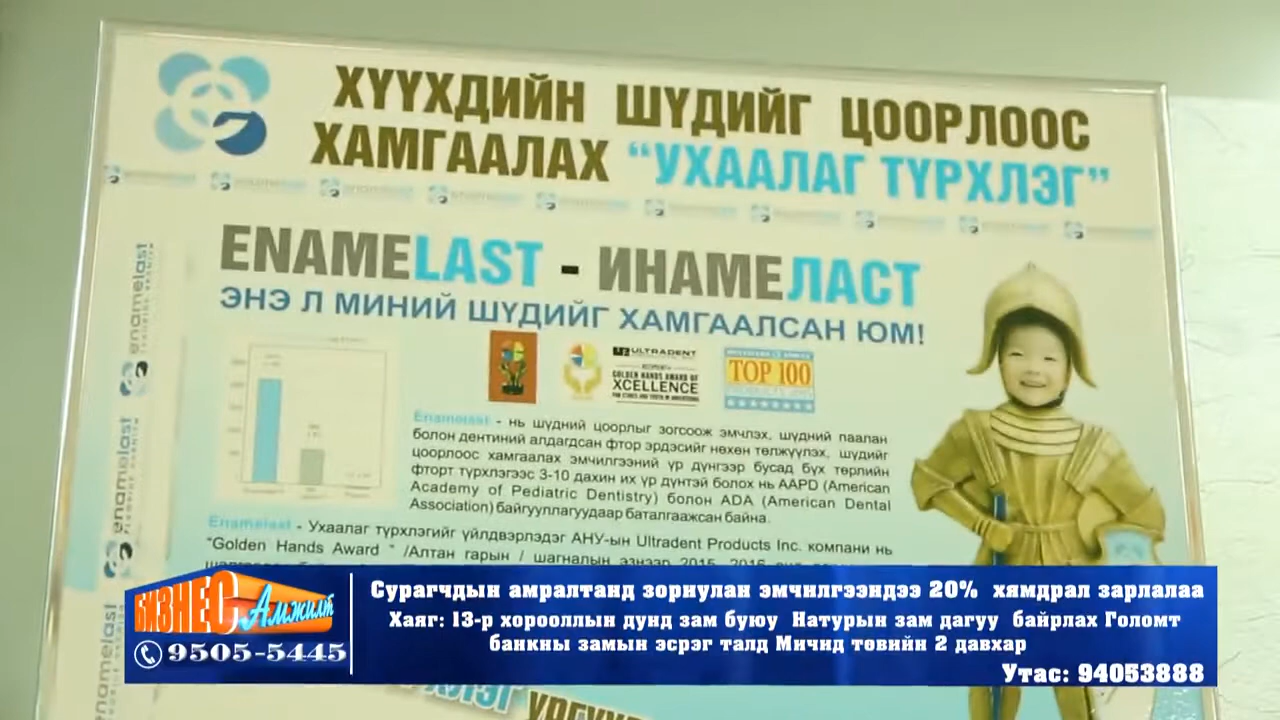 ХҮҮХДИЙН ШҮДИЙГ ЦООРЛООС
ХАМГААЛАХ "УХААЛАГ ТҮРХЛЭГ"
ENAMELAST - ИНАМЕЛАСТ
ЭНЭ Л МИНИЙ ШҮДИЙГ ХАМГААЛСАН ЮМ!
ULTRADENT
GOLDEN HANDS AWARD OF
XCELLENCE
TOP 100
Enamelast - нь шүдний цоорлыг зогсоож эмчлэх, шүдний паалан
болон дентиний алдагдсан фтор эрдэсийг нөхөн төлжүүлэх, шүдийг
цоорлоос хамгаалах эмчилгээний үр дүнгээр бусад бүх төрлийн
фторт түрхлэгээс 3-10 дахин их үр дүнтэй болох нь AAPD (American
Academy of Pediatric Dentistry) болон ADA (American Dental
Association) байгууллагуудаар баталгаажсан байна.
Enamelast - Ухаалаг түрхлэгийг үйлдвэрлэдэг АНУ-ын Ultradent Products Inc. компани нь
"Golden Hands Award " /Алтан гарын / шагналын эзнээр 2015, 2016
enamelast
enamelast
enamelast
БИЗНЕС
Амжилт
9505-5445
Сурагчдын амралтанд зориулан эмчилгээндээ 20% хямдрал зарлалаа
Хаяг: 13-р хорооллын дунд зам буюу Натурын зам дагуу байрлах Голомт
банкны замын эсрэг талд Мичид төвийн 2 давхар
Утас: 94053888